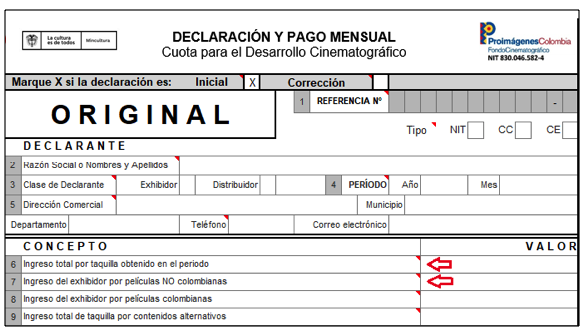 La cultura es de todos Mincultura
DECLARACIÓN Y PAGO MENSUAL
Cuota para el Desarrollo Cinematográfico
ProimágenesColombia
FondoCinematográfico
NIT 830.046.582-4
Marque X si la declaración es: Inicial X Corrección
ORIGINAL
1 REFERENCIA Nº -
Tipo NIT CC CE
DECLARANTE
2 Razón Social o Nombres y Apelidos
3 Clase de Declarante Exhibidor Distribuidor 4 PERÍODO Año Mes
5 Dirección Comercial Municipio
Departamento Teléfono Correo electrónico
CONCEPTO VALOR
6 Ingreso total por taquilla obtenido en el periodo
7 Ingreso del exhibidor por películas NO colombianas
8 Ingreso del exhibidor por películas colombianas
9 Ingreso total de taquilla por contenidos alternativos